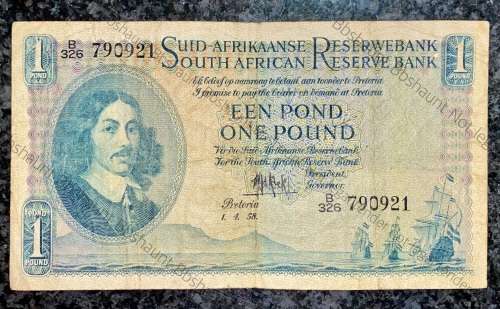 B/326 790921
SUID-AFRIKAANSE RESERWEBANK
SOUTH AFRICAN RESERVE BANK
1
POND
1
POUND
Ek beloof op aanvraag te betaal aan toonder te Pretoria
I promise to pay the bearer on demand at Pretoria
EEN POND
ONE POUND
Vir die Suid-Afrikaanse Reserwebank
For the South African Reserve Bank
President
Governor
Pretoria
1. 4. 58.
B/326 790921
POND
1
POUND
Bbshaunt
Noteledger